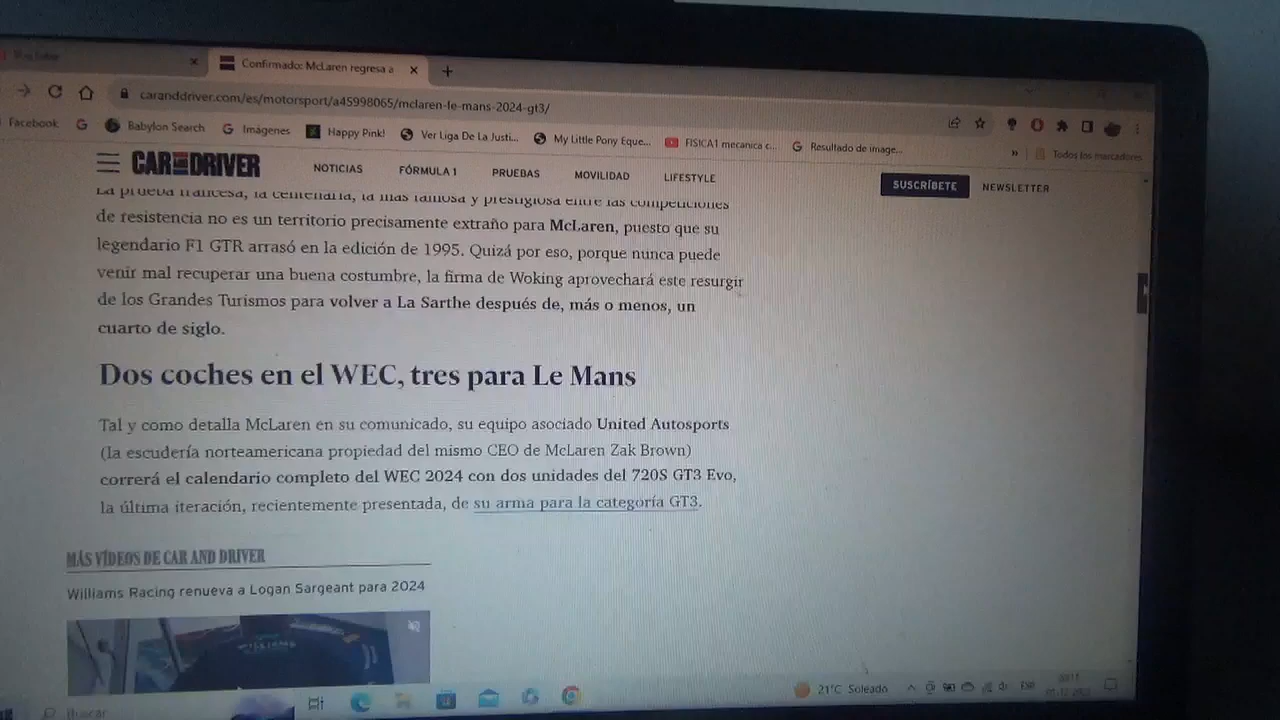 YouTube
Confirmado: McLaren regresa a
caranddriver.com/es/motorsport/a45998065/mclaren-le-mans-2024-gt3/
Facebook
Babylon Search
Imágenes
Happy Pink!
Ver Liga De La Justi...
My Little Pony Eque...
FISICA1 mecanica c...
Resultado de image...
Todos los marcadores
CAR AND DRIVER
NOTICIAS
FÓRMULA 1
PRUEBAS
MOVILIDAD
LIFESTYLE
SUSCRÍBETE
NEWSLETTER
La prueba francesa, la centenaria, la más famosa y prestigiosa entre las competiciones
de resistencia no es un territorio precisamente extraño para McLaren, puesto que su
legendario F1 GTR arrasó en la edición de 1995. Quizá por eso, porque nunca puede
venir mal recuperar una buena costumbre, la firma de Woking aprovechará este resurgir
de los Grandes Turismos para volver a La Sarthe después de, más o menos, un
cuarto de siglo.
Dos coches en el WEC, tres para Le Mans
Tal y como detalla McLaren en su comunicado, su equipo asociado United Autosports
(la escudería norteamericana propiedad del mismo CEO de McLaren Zak Brown)
correrá el calendario completo del WEC 2024 con dos unidades del 720S GT3 Evo,
la última iteración, recientemente presentada, de su arma para la categoría GT3.
MÁS VÍDEOS DE CAR AND DRIVER
Williams Racing renueva a Logan Sargeant para 2024
WILLIAMS
Buscar
21°C Soleado